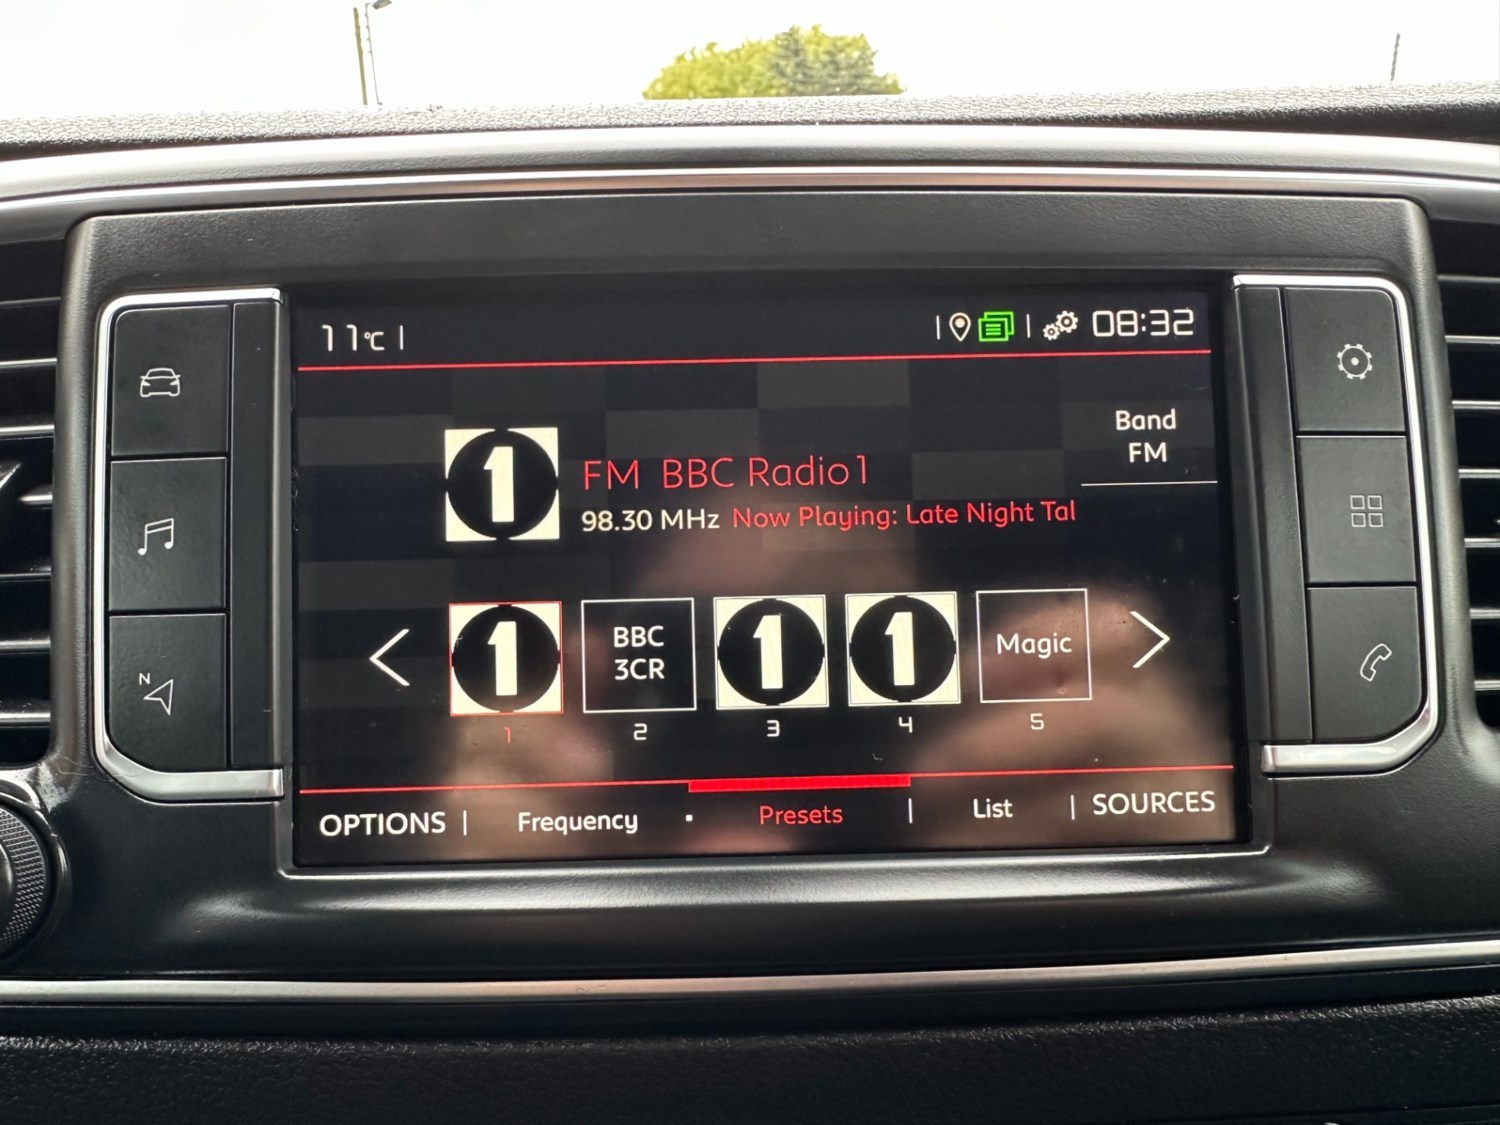 11°C
08:32
Band
FM
1
FM BBC Radio1
98.30 MHz Now Playing: Late Night Tal
1 BBC 3CR 1 1 Magic
1 2 3 4 5
N
OPTIONS | Frequency Presets | List | SOURCES